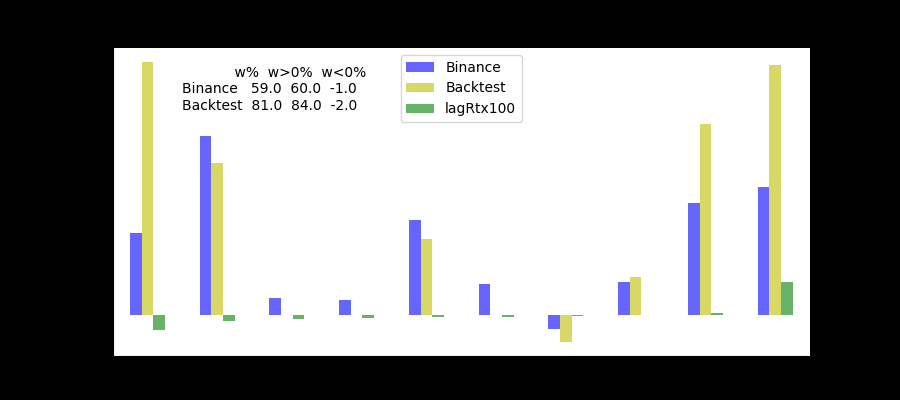 w% w>0% w<0%
Binance 59.0 60.0 -1.0
Backtest 81.0 84.0 -2.0
Binance
Backtest
lagRtx100